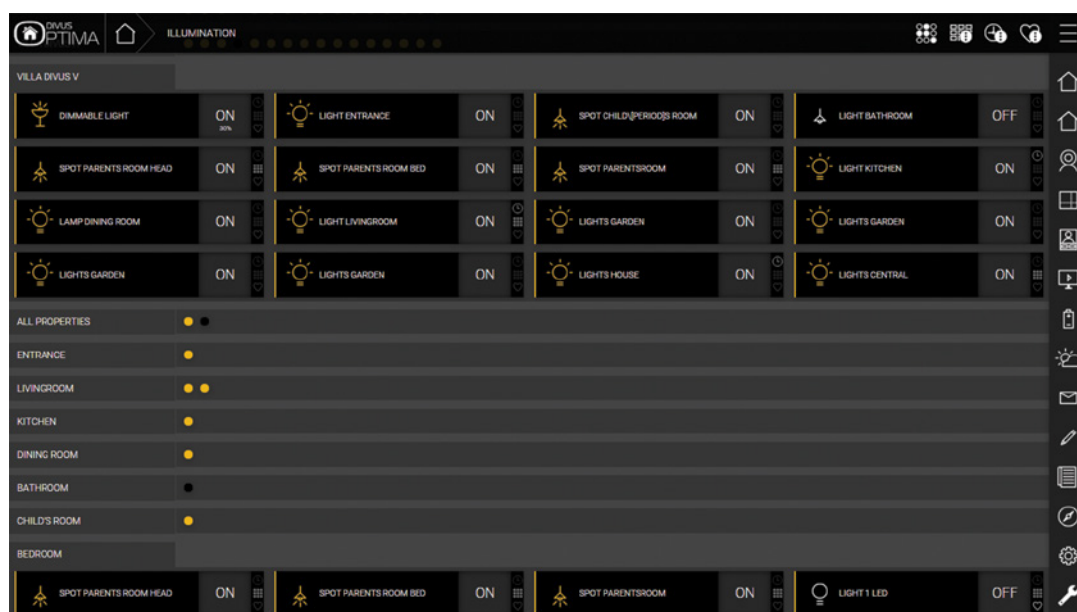 DIVUS
OPTIMA
ILLUMINATION
VILLA DIVUS V
DIMMABLE LIGHT ON 30% LIGHT ENTRANCE ON SPOT CHILD\{PERIOD}S ROOM ON LIGHT BATHROOM OFF
SPOT PARENTS ROOM HEAD ON SPOT PARENTS ROOM BED ON SPOT PARENTSROOM ON LIGHT KITCHEN ON
LAMP DINING ROOM ON LIGHT LIVINGROOM ON LIGHTS GARDEN ON LIGHTS GARDEN ON
LIGHTS GARDEN ON LIGHTS GARDEN ON LIGHTS HOUSE ON LIGHTS CENTRAL ON
ALL PROPERTIES
ENTRANCE
LIVINGROOM
KITCHEN
DINING ROOM
BATHROOM
CHILD'S ROOM
BEDROOM
SPOT PARENTS ROOM HEAD ON SPOT PARENTS ROOM BED ON SPOT PARENTSROOM ON LIGHT 1 LED OFF